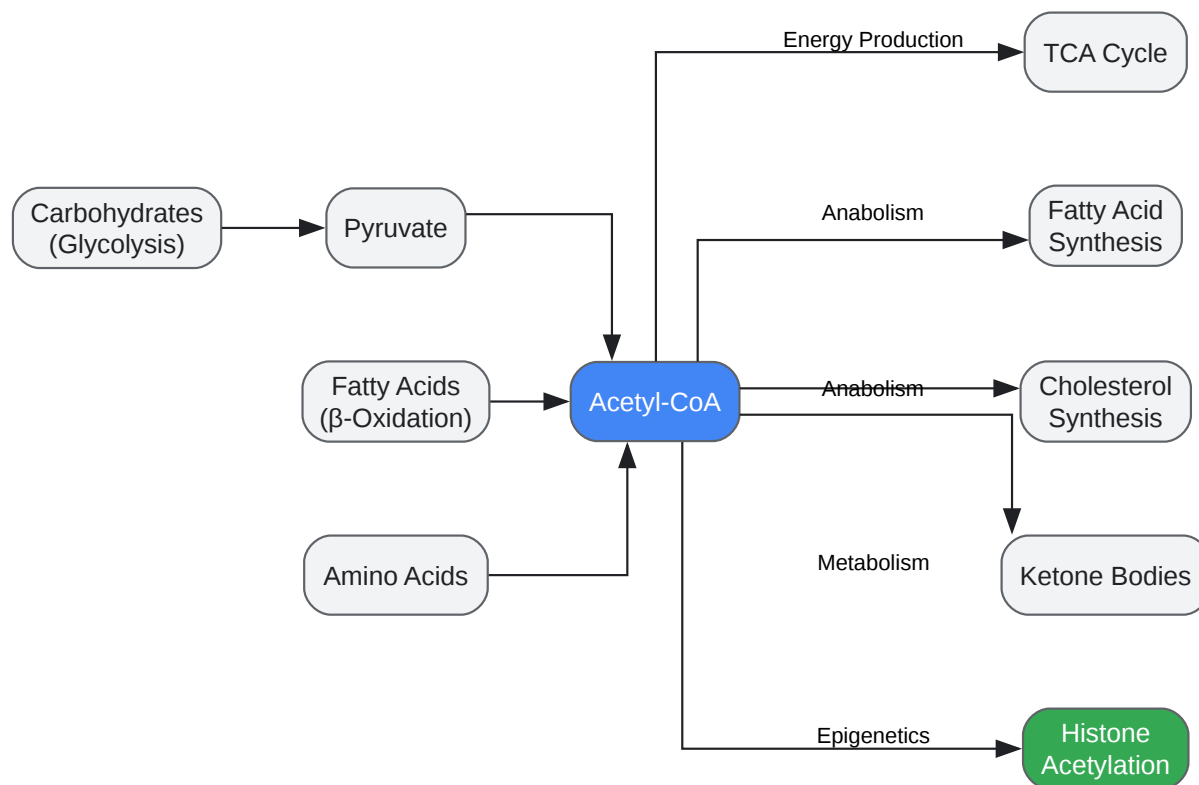 Energy Production
TCA Cycle
Carbohydrates
(Glycolysis)
Pyruvate
Anabolism
Fatty Acid
Synthesis
Fatty Acids
(β-Oxidation)
Acetyl-CoA
Anabolism
Cholesterol
Synthesis
Amino Acids
Metabolism
Ketone Bodies
Epigenetics
Histone
Acetylation